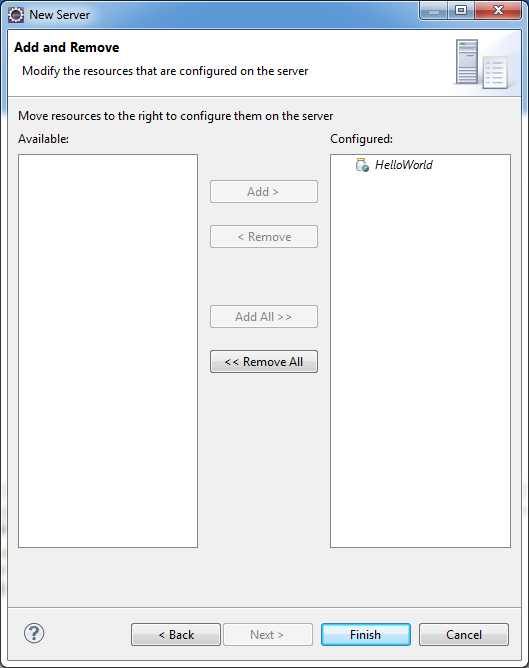 New Server
Add and Remove
Modify the resources that are configured on the server
Move resources to the right to configure them on the server
Available:
Configured:
HelloWorld
Add >
< Remove
Add All >>
<< Remove All
?
< Back
Next >
Finish
Cancel